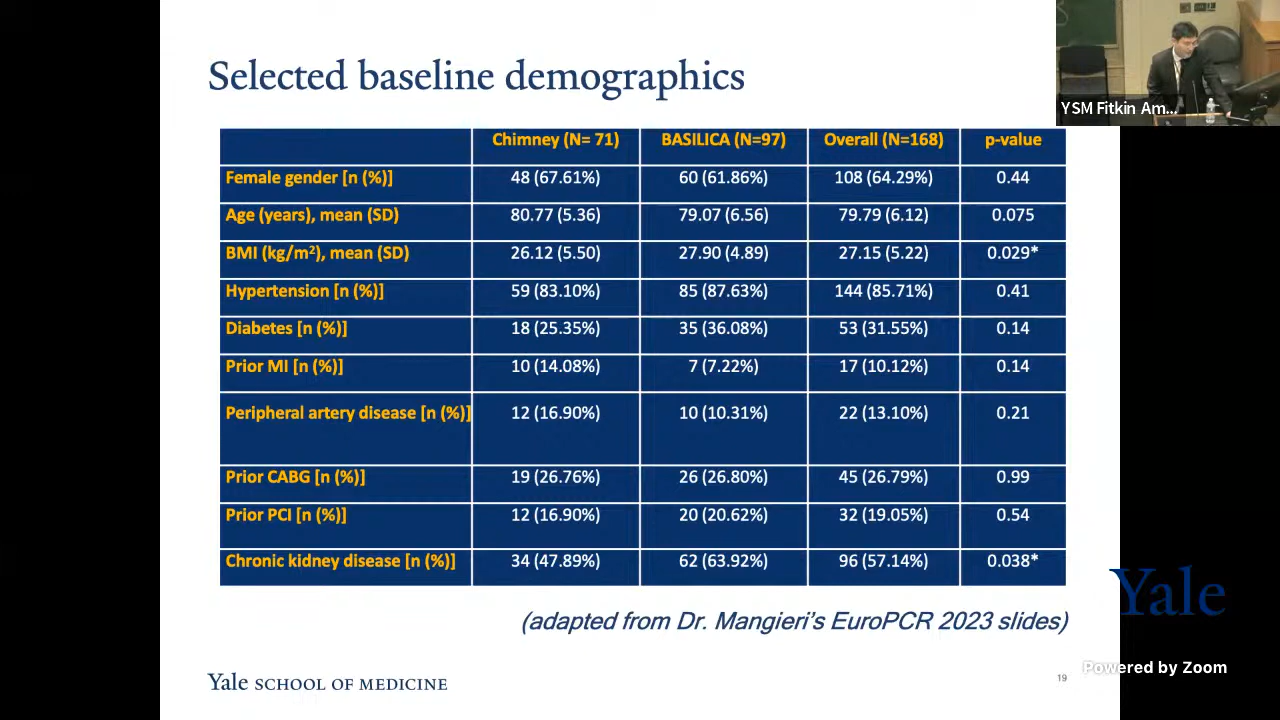 Selected baseline demographics
YSM Fitkin Am...
Chimney (N= 71) BASILICA (N=97) Overall (N=168) p-value
Female gender [n (%)] 48 (67.61%) 60 (61.86%) 108 (64.29%) 0.44
Age (years), mean (SD) 80.77 (5.36) 79.07 (6.56) 79.79 (6.12) 0.075
BMI (kg/m²), mean (SD) 26.12 (5.50) 27.90 (4.89) 27.15 (5.22) 0.029*
Hypertension [n (%)] 59 (83.10%) 85 (87.63%) 144 (85.71%) 0.41
Diabetes [n (%)] 18 (25.35%) 35 (36.08%) 53 (31.55%) 0.14
Prior MI [n (%)] 10 (14.08%) 7 (7.22%) 17 (10.12%) 0.14
Peripheral artery disease [n (%)] 12 (16.90%) 10 (10.31%) 22 (13.10%) 0.21
Prior CABG [n (%)] 19 (26.76%) 26 (26.80%) 45 (26.79%) 0.99
Prior PCI [n (%)] 12 (16.90%) 20 (20.62%) 32 (19.05%) 0.54
Chronic kidney disease [n (%)] 34 (47.89%) 62 (63.92%) 96 (57.14%) 0.038*
(adapted from Dr. Mangieri's EuroPCR 2023 slides)
Yale
Powered by Zoom
Yale SCHOOL OF MEDICINE
19